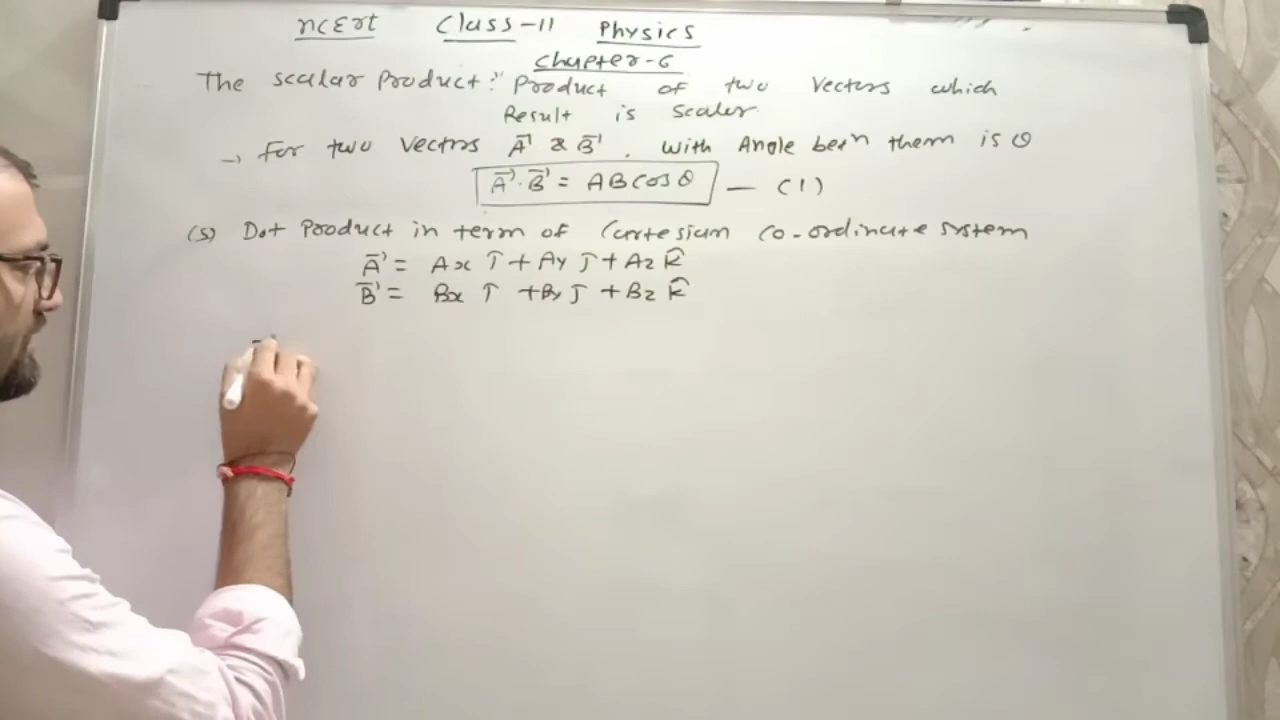 ncert Class-11 Physics
Chapter-6
The scalar Product:- Product of two Vectors which
Result is scalar.
→ for two Vectors A⃗ & B⃗. With Angle betn them is θ
A⃗·B⃗ = AB cosθ — (1)
(5) Dot Product in term of Cartesian Co-ordinate system
A⃗ = Ax î + Ay ĵ + Az k̂
B⃗ = Bx î + By ĵ + Bz k̂